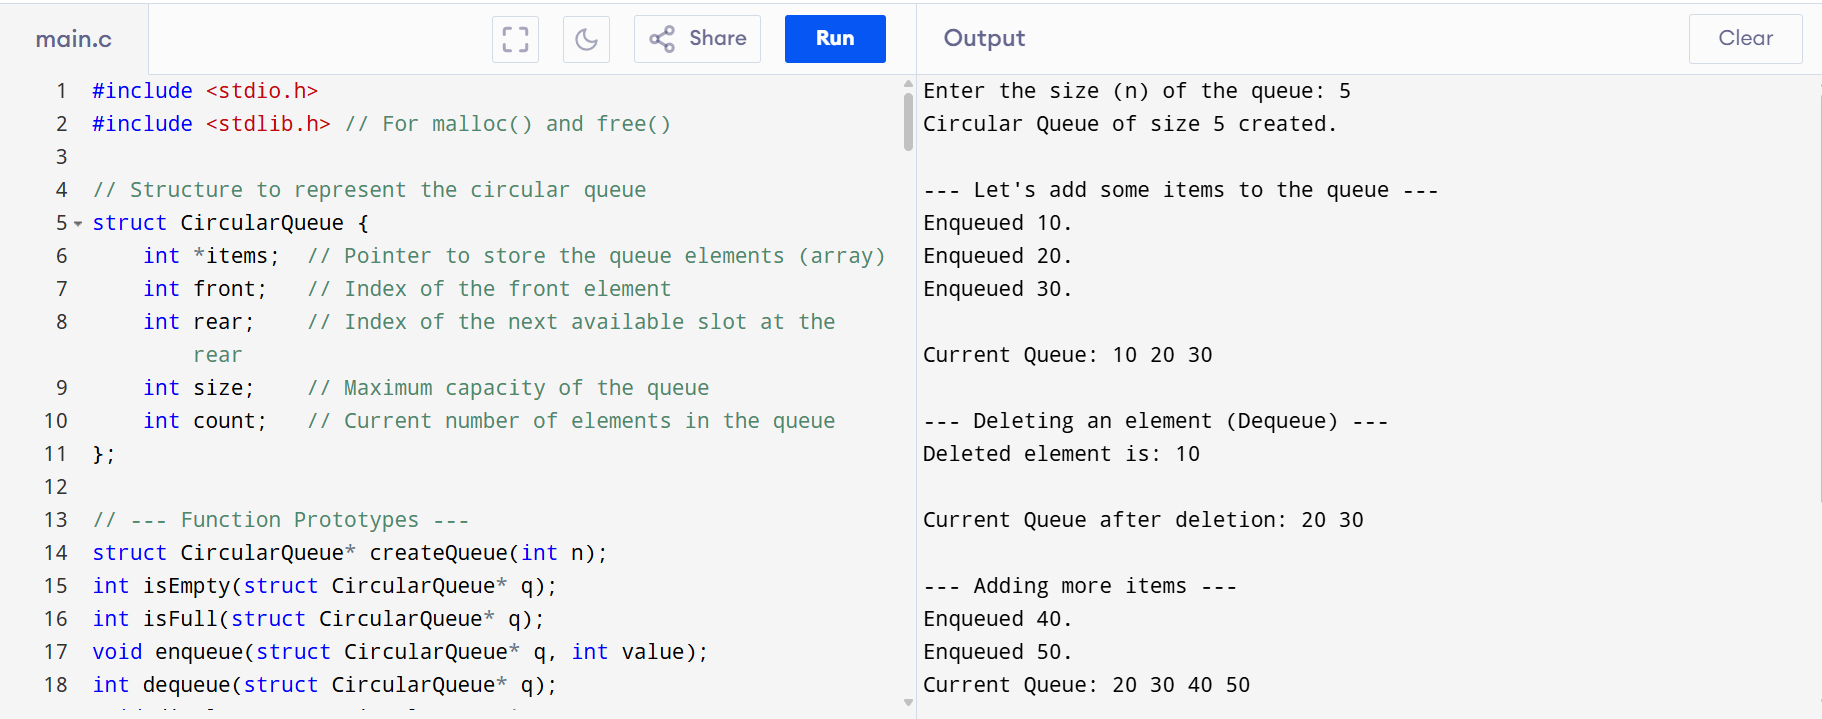 main.c
Share
Run
Output
Clear
1 #include <stdio.h>
2 #include <stdlib.h> // For malloc() and free()
3
4 // Structure to represent the circular queue
5 struct CircularQueue {
6 int *items; // Pointer to store the queue elements (array)
7 int front; // Index of the front element
8 int rear; // Index of the next available slot at the
rear
9 int size; // Maximum capacity of the queue
10 int count; // Current number of elements in the queue
11 };
12
13 // --- Function Prototypes ---
14 struct CircularQueue* createQueue(int n);
15 int isEmpty(struct CircularQueue* q);
16 int isFull(struct CircularQueue* q);
17 void enqueue(struct CircularQueue* q, int value);
18 int dequeue(struct CircularQueue* q);
Enter the size (n) of the queue: 5
Circular Queue of size 5 created.
--- Let's add some items to the queue ---
Enqueued 10.
Enqueued 20.
Enqueued 30.
Current Queue: 10 20 30
--- Deleting an element (Dequeue) ---
Deleted element is: 10
Current Queue after deletion: 20 30
--- Adding more items ---
Enqueued 40.
Enqueued 50.
Current Queue: 20 30 40 50